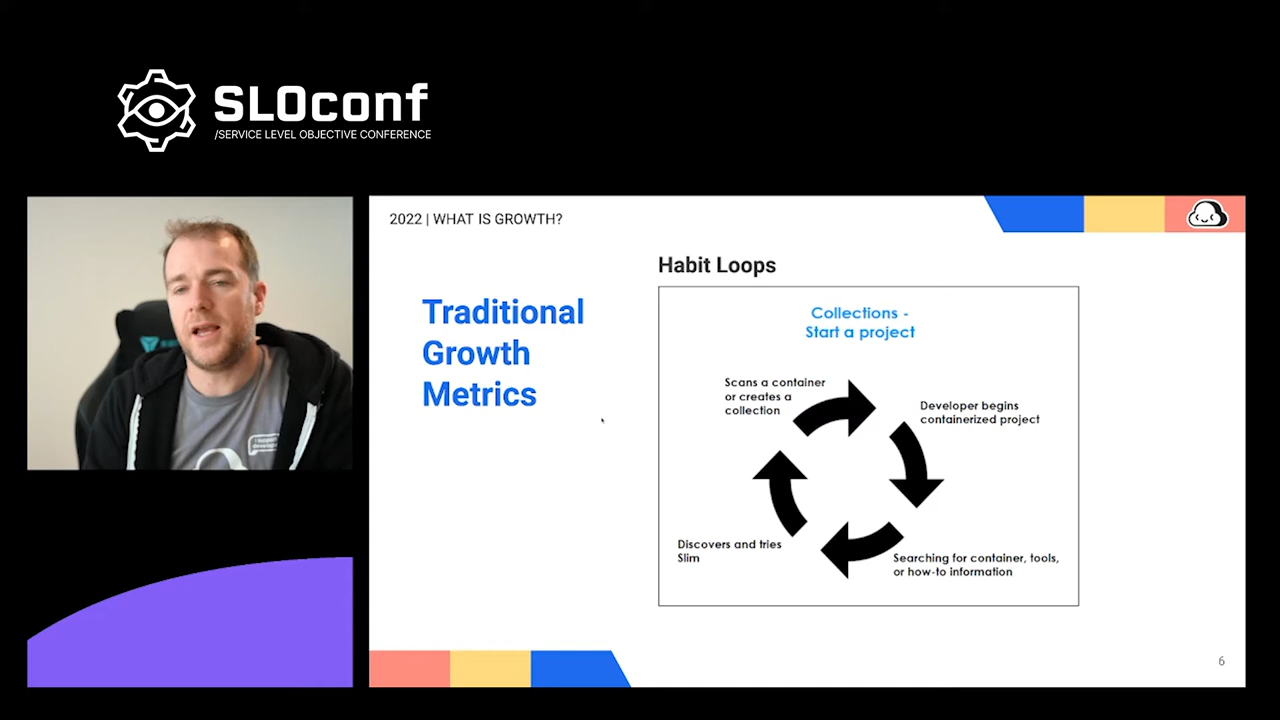 SLOconf
/SERVICE LEVEL OBJECTIVE CONFERENCE
2022 | WHAT IS GROWTH?
Traditional
Growth
Metrics
Habit Loops
Collections -
Start a project
Scans a container
or creates a
collection
Developer begins
containerized project
Discovers and tries
Slim
Searching for container, tools,
or how-to information
6